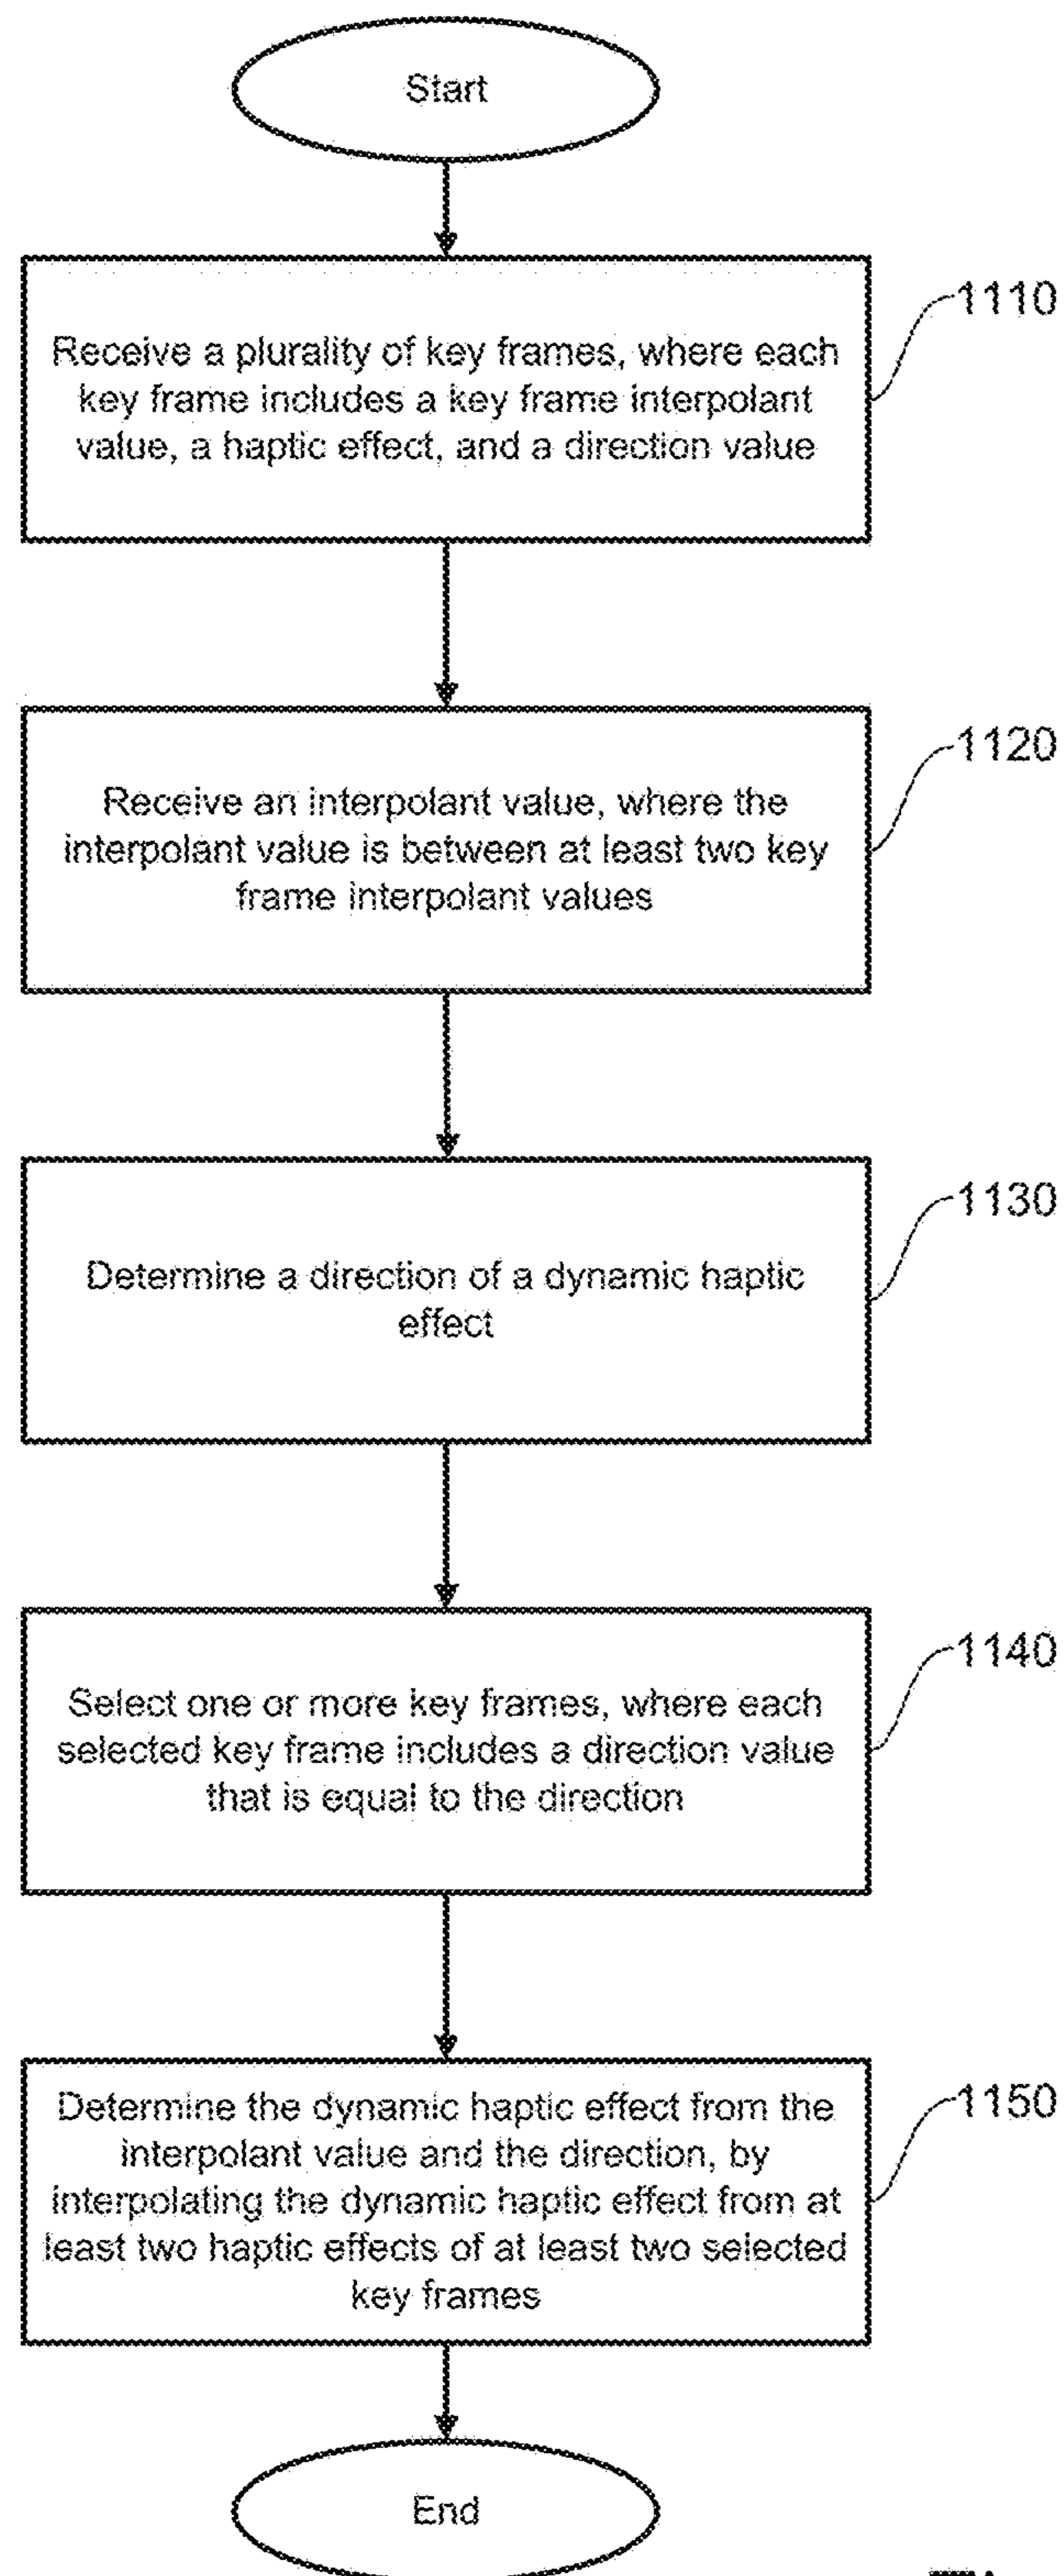 Start
Receive a plurality of key frames, where each
key frame includes a key frame interpolant
value, a haptic effect, and a direction value
1110
Receive an interpolant value, where the
interpolant value is between at least two key
frame interpolant values
1120
Determine a direction of a dynamic haptic
effect
1130
Select one or more key frames, where each
selected key frame includes a direction value
that is equal to the direction
1140
Determine the dynamic haptic effect from the
interpolant value and the direction, by
interpolating the dynamic haptic effect from at
least two haptic effects of at least two selected
key frames
1150
End